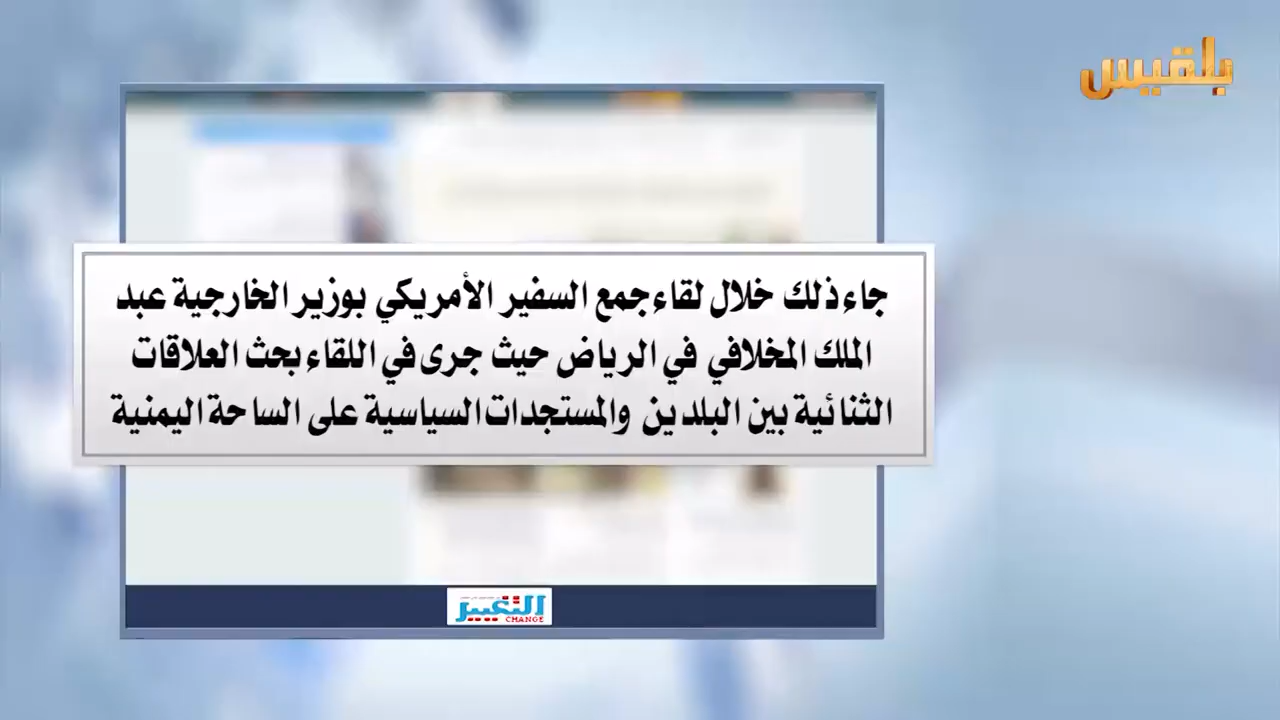 بلقيس
جاء ذلك خلال لقاء جمع السفير الأمريكي بوزير الخارجية عبد
الملك المخلافي في الرياض حيث جرى في اللقاء بحث العلاقات
الثنائية بين البلدين والمستجدات السياسية على الساحة اليمنية
التغيير
CHANGE